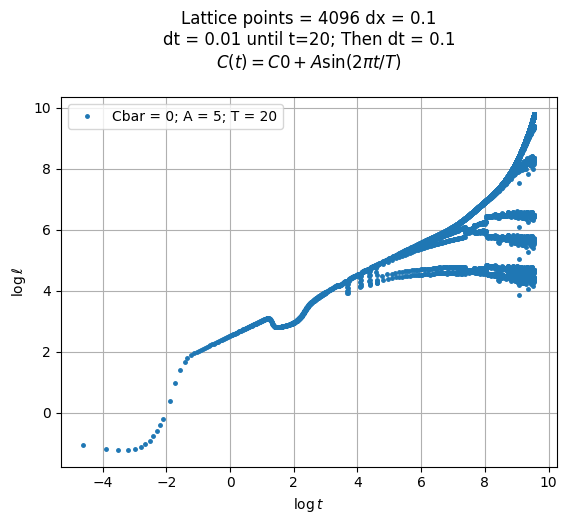 Lattice points = 4096 dx = 0.1
dt = 0.01 until t=20; Then dt = 0.1
C(t) = C0 + A sin(2πt/T)
Cbar = 0; A = 5; T = 20
10
8
6
4
2
0
log ℓ
−4
−2
0
2
4
6
8
10
log t